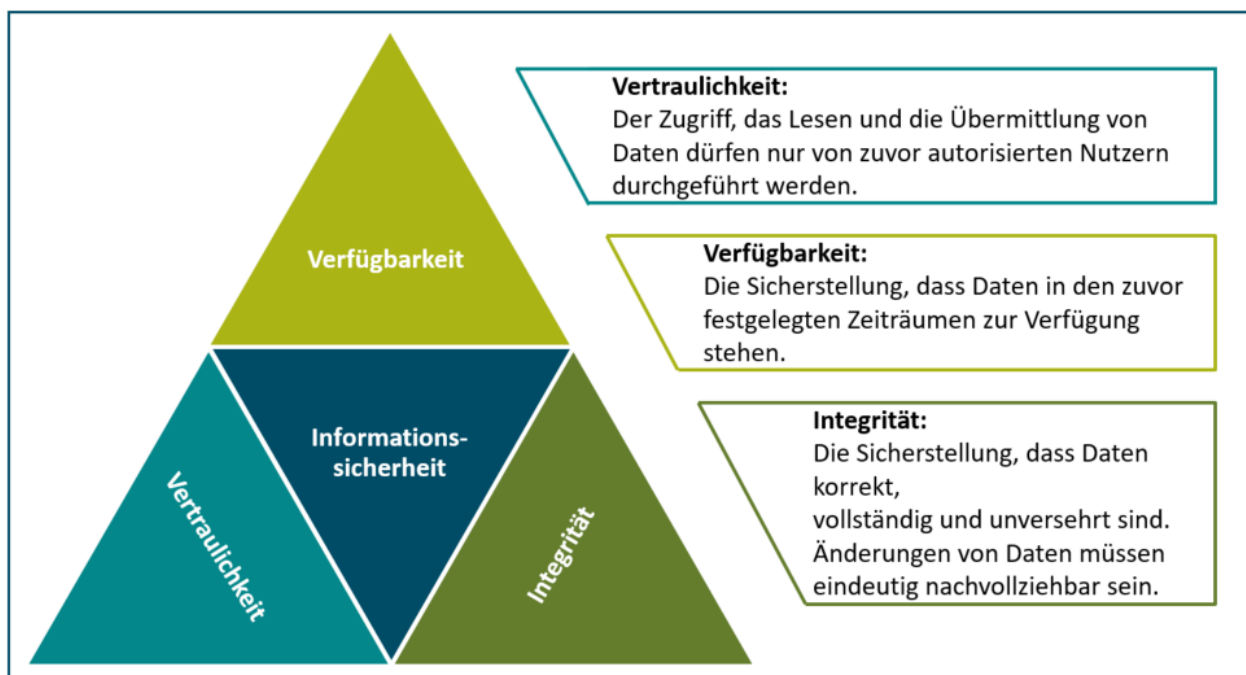 Verfügbarkeit
Informations-
sicherheit
Vertraulichkeit
Integrität
Vertraulichkeit:
Der Zugriff, das Lesen und die Übermittlung von
Daten dürfen nur von zuvor autorisierten Nutzern
durchgeführt werden.
Verfügbarkeit:
Die Sicherstellung, dass Daten in den zuvor
festgelegten Zeiträumen zur Verfügung
stehen.
Integrität:
Die Sicherstellung, dass Daten
korrekt,
vollständig und unversehrt sind.
Änderungen von Daten müssen
eindeutig nachvollziehbar sein.